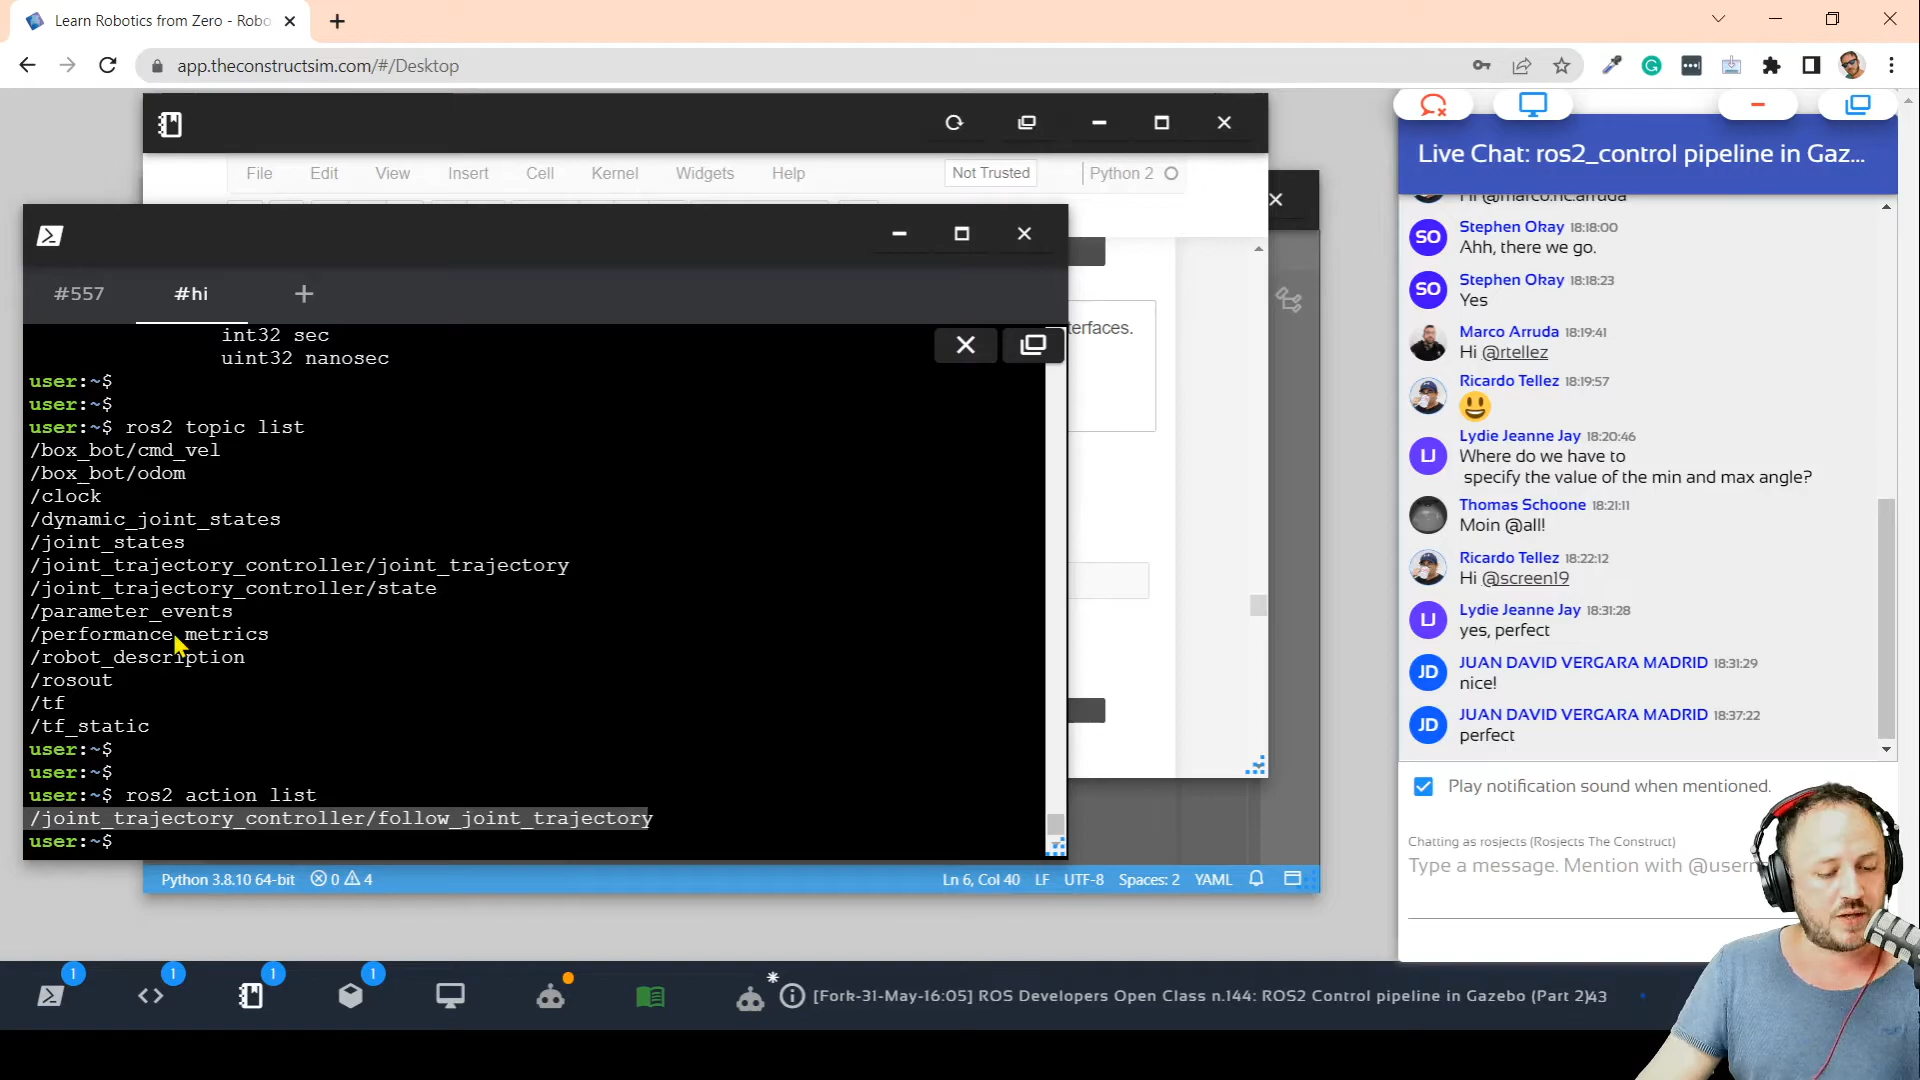 Learn Robotics from Zero - Robo
app.theconstructsim.com/#/Desktop
File Edit View Insert Cell Kernel Widgets Help Not Trusted Python 2
#557 #hi
terfaces.
int32 sec
uint32 nanosec
user:~$
user:~$
user:~$ ros2 topic list
/box_bot/cmd_vel
/box_bot/odom
/clock
/dynamic_joint_states
/joint_states
/joint_trajectory_controller/joint_trajectory
/joint_trajectory_controller/state
/parameter_events
/performance_metrics
/robot_description
/rosout
/tf
/tf_static
user:~$
user:~$
user:~$ ros2 action list
/joint_trajectory_controller/follow_joint_trajectory
user:~$
Python 3.8.10 64-bit 0 4 Ln 6, Col 40 LF UTF-8 Spaces: 2 YAML
Live Chat: ros2_control pipeline in Gaz...
SO Stephen Okay 18:18:00
Ahh, there we go.
SO Stephen Okay 18:18:23
Yes
Marco Arruda 18:19:41
Hi @rtellez
Ricardo Tellez 18:19:57
LJ Lydie Jeanne Jay 18:20:46
Where do we have to
specify the value of the min and max angle?
Thomas Schoone 18:21:11
Moin @all!
Ricardo Tellez 18:22:12
Hi @screen19
LJ Lydie Jeanne Jay 18:31:28
yes, perfect
JD JUAN DAVID VERGARA MADRID 18:31:29
nice!
JD JUAN DAVID VERGARA MADRID 18:37:22
perfect
Play notification sound when mentioned.
Chatting as rosjects (Rosjects The Construct)
Type a message. Mention with @usern
1 1 1 1
[Fork-31-May-16:05] ROS Developers Open Class n.144: ROS2 Control pipeline in Gazebo (Part 2)43